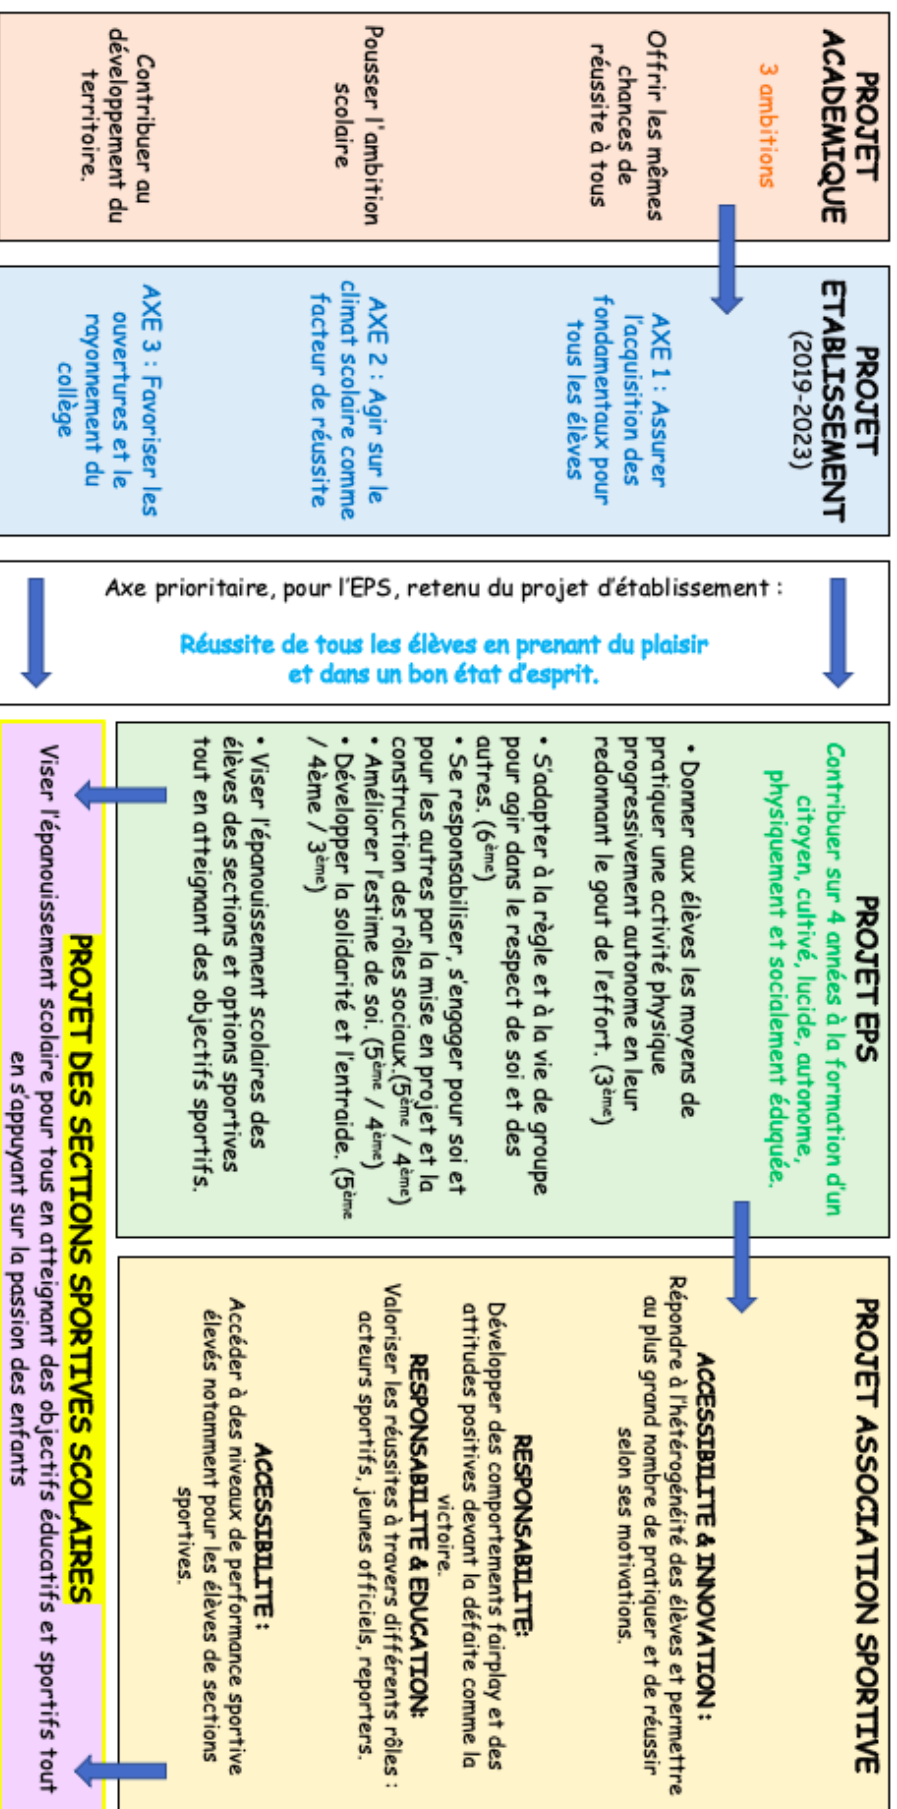 PROJET
ACADEMIQUE
3 ambitions
Offrir les mêmes
chances de
réussite à tous
Pousser l'ambition
scolaire
Contribuer au
développement du
territoire.
PROJET
ETABLISSEMENT
(2019-2023)
AXE 1 : Assurer
l'acquisition des
fondamentaux pour
tous les élèves
AXE 2 : Agir sur le
climat scolaire comme
facteur de réussite
AXE 3 : Favoriser les
ouvertures et le
rayonnement du
collège
Axe prioritaire, pour l'EPS, retenu du projet d'établissement :
Réussite de tous les élèves en prenant du plaisir
et dans un bon état d'esprit.
PROJET EPS
Contribuer sur 4 années à la formation d'un
citoyen, cultivé, lucide, autonome,
physiquement et socialement éduquée.
• Donner aux élèves les moyens de
pratiquer une activité physique
progressivement autonome en leur
redonnant le gout de l'effort. (3ème)
• S'adapter à la règle et à la vie de groupe
pour agir dans le respect de soi et des
autres. (6ème)
• Se responsabiliser, s'engager pour soi et
pour les autres par la mise en projet et la
construction des rôles sociaux.(5ème / 4ème)
• Améliorer l'estime de soi. (5ème / 4ème)
• Développer la solidarité et l'entraide. (5ème
/ 4ème / 3ème)
• Viser l'épanouissement scolaires des
élèves des sections et options sportives
tout en atteignant des objectifs sportifs.
PROJET ASSOCIATION SPORTIVE
ACCESSIBILITE & INNOVATION :
Répondre à l'hétérogénéité des élèves et permettre
au plus grand nombre de pratiquer et de réussir
selon ses motivations.
RESPONSABILITE:
Développer des comportements fairplay et des
attitudes positives devant la défaite comme la
victoire.
RESPONSABILITE & EDUCATION:
Valoriser les réussites à travers différents rôles :
acteurs sportifs, jeunes officiels, reporters.
ACCESSIBILITE :
Accéder à des niveaux de performance sportive
élevés notamment pour les élèves de sections
sportives.
PROJET DES SECTIONS SPORTIVES SCOLAIRES
Viser l'épanouissement scolaire pour tous en atteignant des objectifs éducatifs et sportifs tout
en s'appuyant sur la passion des enfants